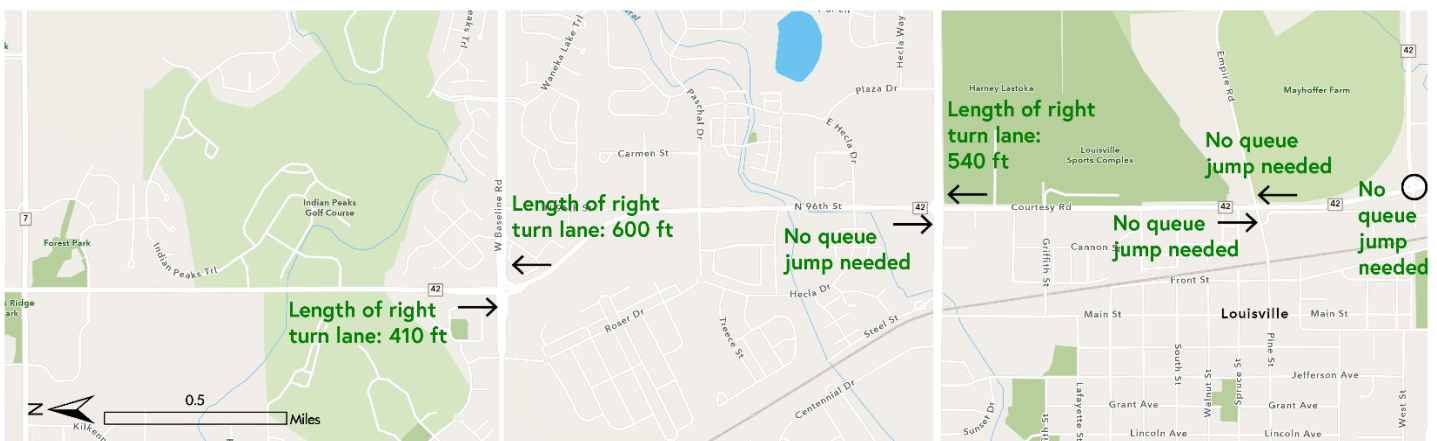 Peaks Trl
Waneka Lake Trl
Hecla Way
42
Empire Rd
Plaza Dr
Harney Lastoka
Mayhoffer Farm
Paschal Dr
Length of right
turn lane:
540 ft
E Hecla Dr
Carmen St
Louisville
Sports Complex
No queue
jump needed
W Baseline Rd
Indian Peaks
Golf Course
Length of right
turn lane: 600 ft
N 96th St
42
Courtesy Rd
42
42
No
queue
jump
needed
7
Forest Park
Indian Peaks Trl
No queue
jump needed
No queue
jump needed
Griffith St
Cannon St
Front St
42
Hecla Dr
Length of right
turn lane: 410 ft
Roser Dr
Treece St
Steel St
Main St
Louisville
Main St
Ridge
Park
South St
Walnut St
Spruce St
Pine St
Jefferson Ave
N
0.5
Miles
Centennial Dr
Sunset Dr
Lafayette St
Grant Ave
Grant Ave
West St
Lincoln Ave
Lincoln Ave